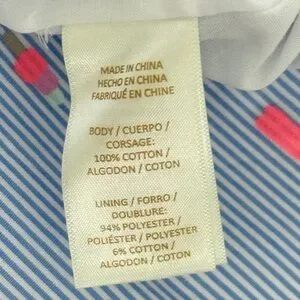 MADE IN CHINA
HECHO EN CHINA
FABRIQUÉ EN CHINE
BODY / CUERPO /
CORSAGE:
100% COTTON /
ALGODON / COTON
LINING / FORRO /
DOUBLURE:
94% POLYESTER /
POLIÉSTER / POLYESTER
6% COTTON /
ALGODON / COTON